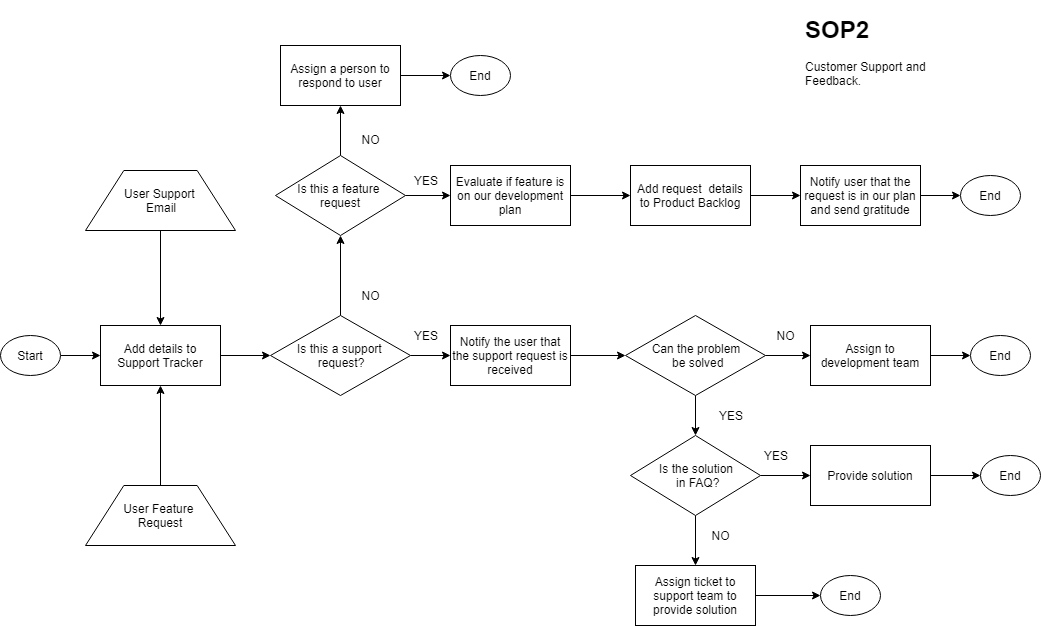 SOP2
Customer Support and
Feedback.
Assign a person to
respond to user
End
NO
User Support
Email
Is this a feature
request
YES
Evaluate if feature is
on our development
plan
Add request  details
to Product Backlog
Notify user that the
request is in our plan
and send gratitude
End
NO
Start
Add details to
Support Tracker
Is this a support
request?
YES
Notify the user that
the support request is
received
Can the problem
be solved
NO
Assign to
development team
End
YES
Is the solution
in FAQ?
YES
Provide solution
End
User Feature
Request
NO
Assign ticket to
support team to
provide solution
End